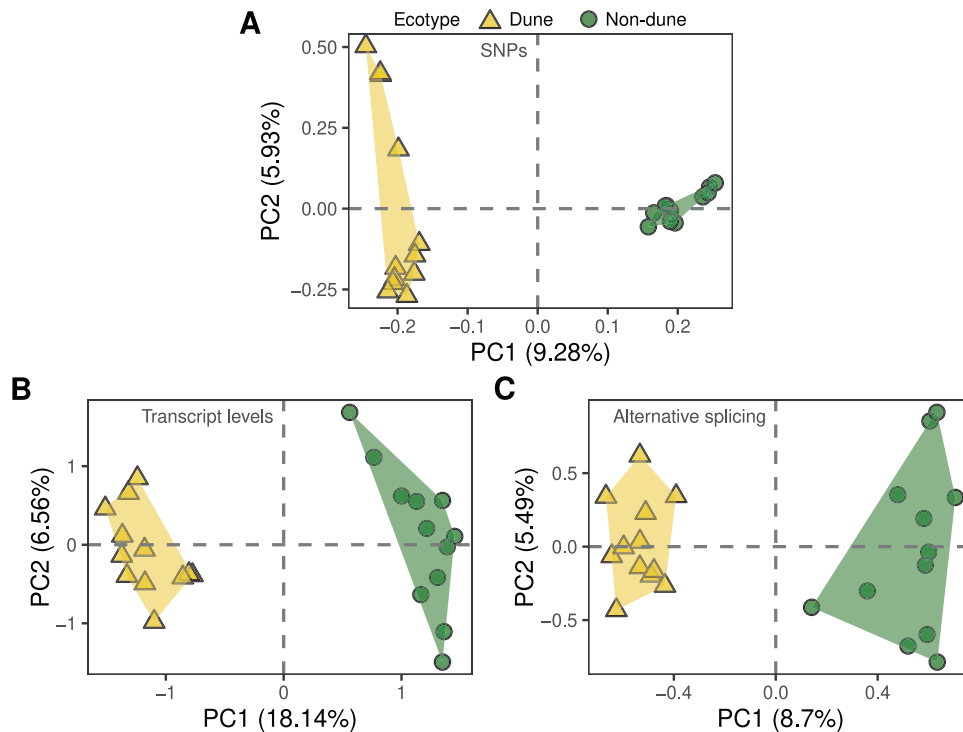 Ecotype Dune Non-dune
A
SNPs
0.50
0.25
0.00
−0.25
PC2 (5.93%)
−0.2 −0.1 0.0 0.1 0.2
PC1 (9.28%)
B
Transcript levels
1
0
−1
PC2 (6.56%)
−1 0 1
PC1 (18.14%)
C
Alternative splicing
0.5
0.0
−0.5
PC2 (5.49%)
−0.4 0.0 0.4
PC1 (8.7%)